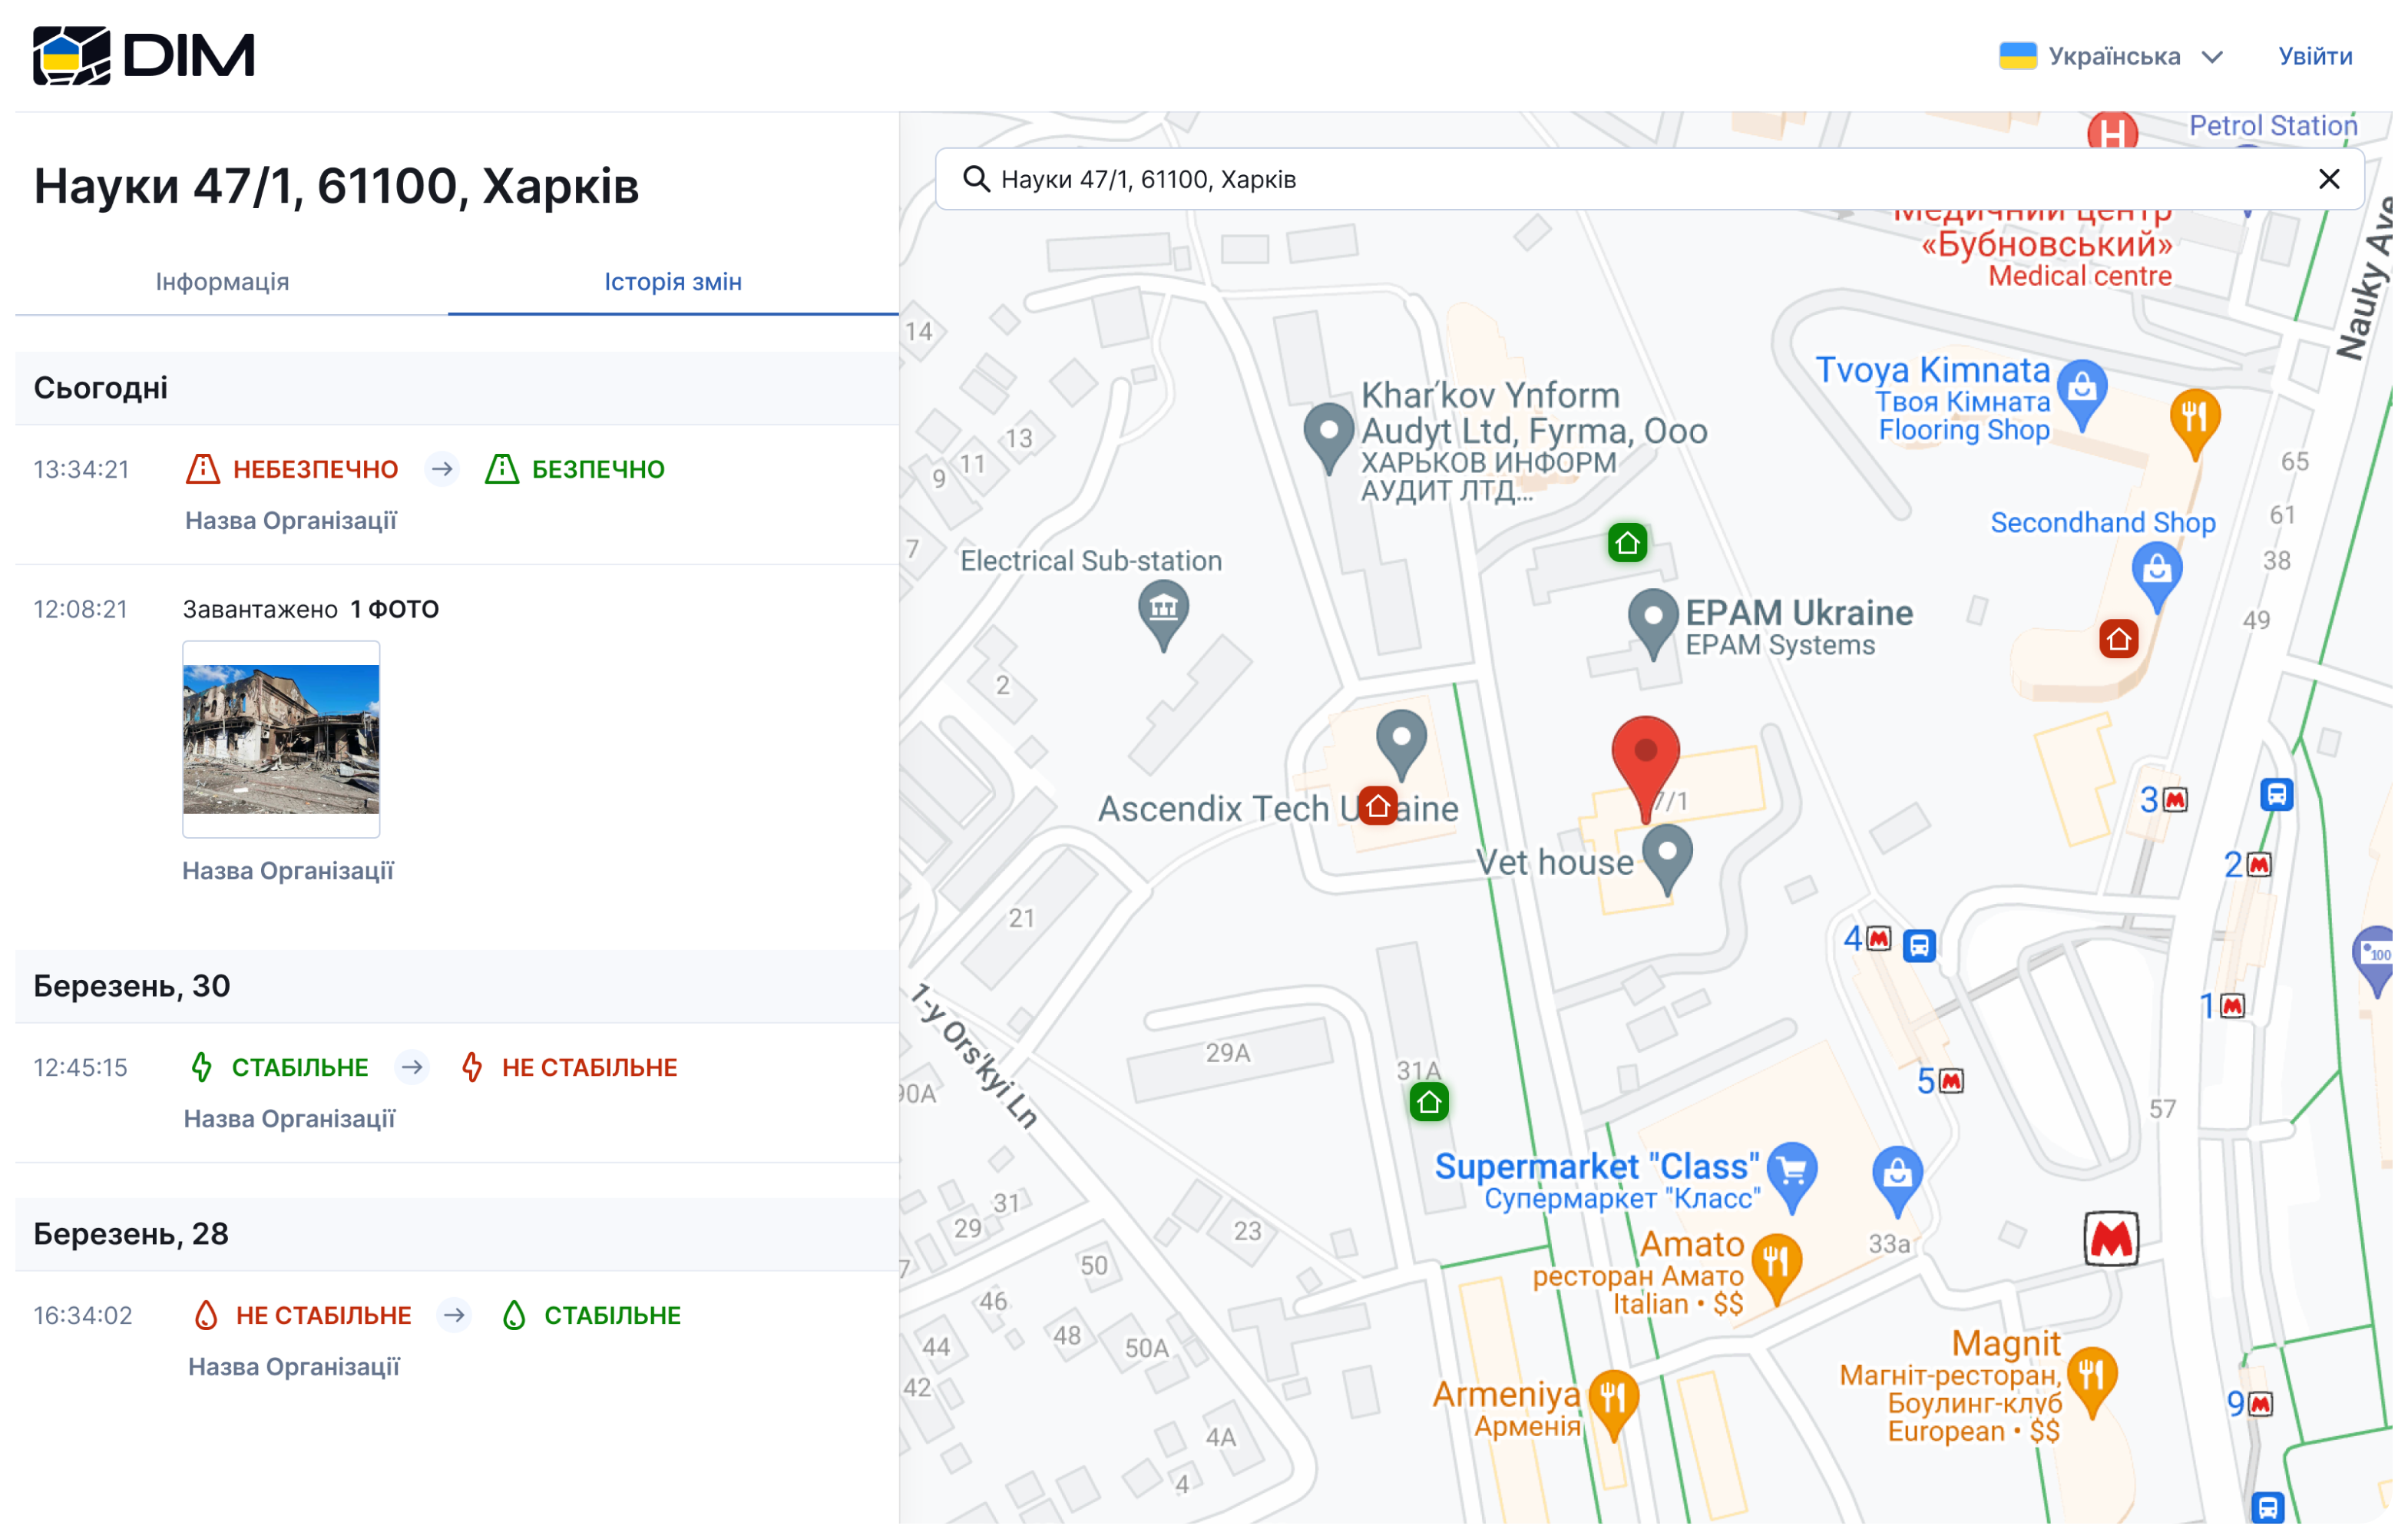 DIM
Українська
Увійти
Науки 47/1, 61100, Харків
Інформація
Історія змін
Сьогодні
13:34:21
НЕБЕЗПЕЧНО
БЕЗПЕЧНО
Назва Організації
12:08:21
Завантажено 1 ФОТО
Назва Організації
Березень, 30
12:45:15
СТАБІЛЬНЕ
НЕ СТАБІЛЬНЕ
Назва Організації
Березень, 28
16:34:02
НЕ СТАБІЛЬНЕ
СТАБІЛЬНЕ
Назва Організації
H
Petrol Station
Науки 47/1, 61100, Харків
Медичний центр
«Бубновський»
Medical centre
Nauky Ave
14
Khar'kov Ynform
Audyt Ltd, Fyrma, Ooo
ХАРЬКОВ ИНФОРМ
АУДИТ ЛТД...
Tvoya Kimnata
Твоя Кімната
Flooring Shop
13
11
9
65
7
Secondhand Shop
61
38
Electrical Sub-station
EPAM Ukraine
EPAM Systems
49
2
Ascendix Tech
7/1
3
Vet house
2
21
4
100
1
1-y Ors'kyi Ln
29A
31A
90A
5
57
Supermarket "Class"
Супермаркет "Класс"
31
29
23
7
Amato
ресторан Амато
Italian • $$
33a
50
46
48
50A
44
42
Magnit
Магніт-ресторан,
Боулинг-клуб
European • $$
Armeniya
Арменія
9
4A
4